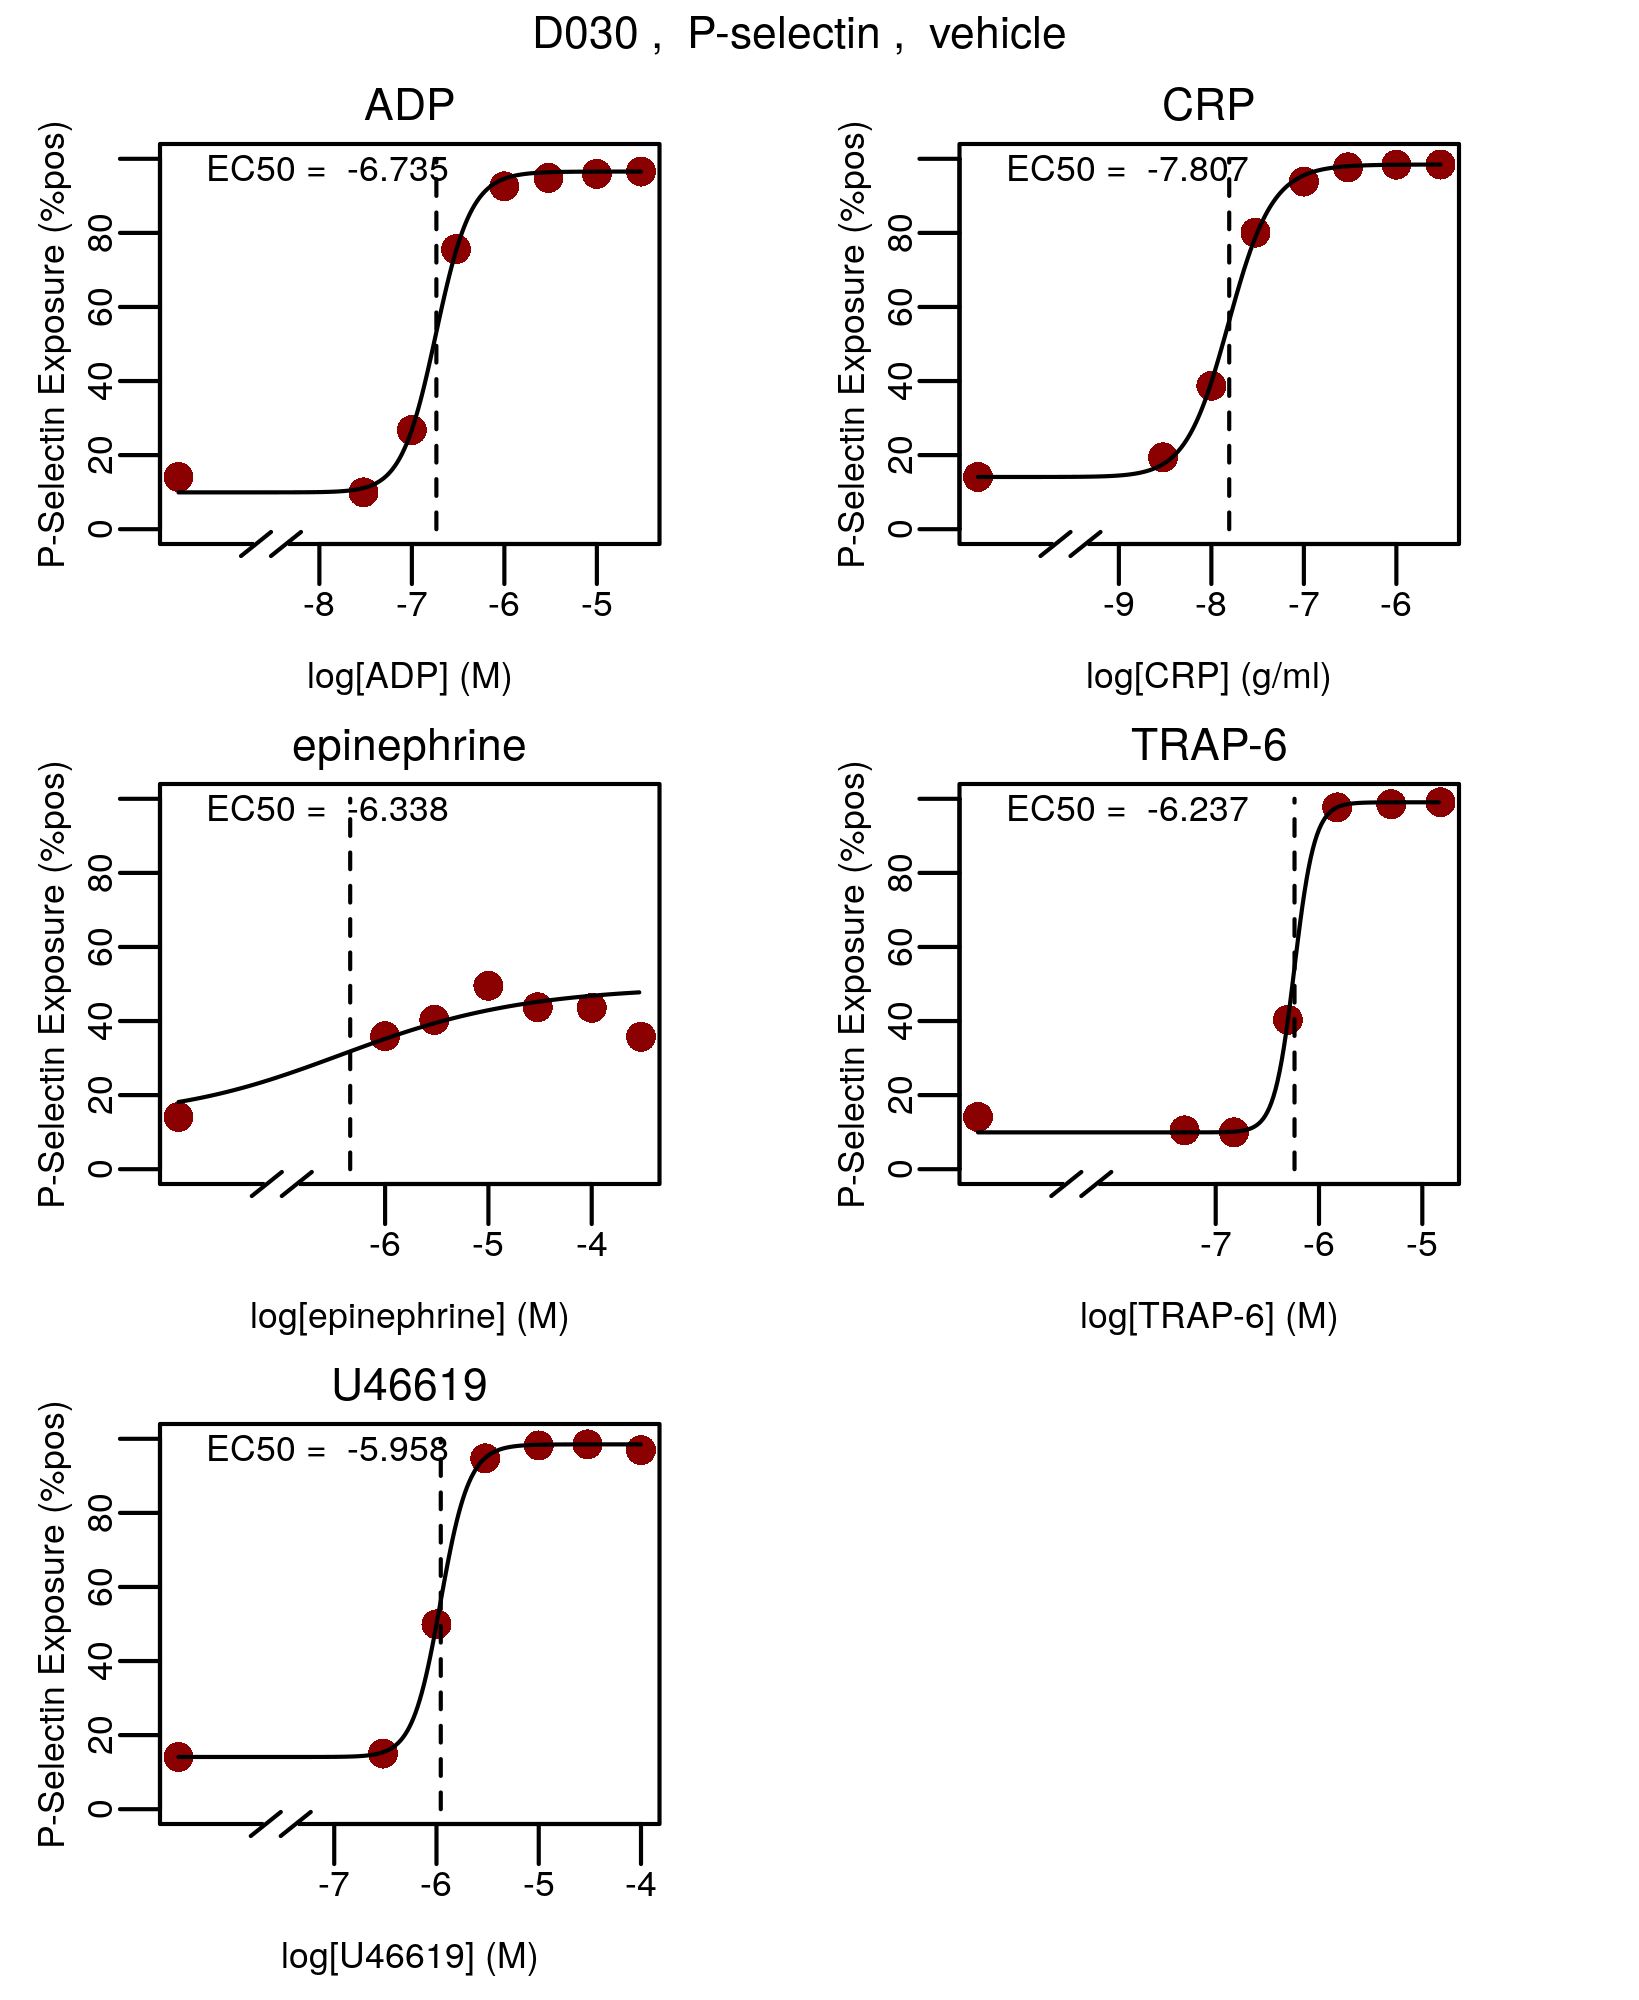 D030 ,  P-selectin ,  vehicle
ADP
P-Selectin Exposure (%pos)
EC50 =  -6.735
0 20 40 60 80
-8 -7 -6 -5
log[ADP] (M)
CRP
P-Selectin Exposure (%pos)
EC50 =  -7.807
0 20 40 60 80
-9 -8 -7 -6
log[CRP] (g/ml)
epinephrine
P-Selectin Exposure (%pos)
EC50 =  -6.338
0 20 40 60 80
-6 -5 -4
log[epinephrine] (M)
TRAP-6
P-Selectin Exposure (%pos)
EC50 =  -6.237
0 20 40 60 80
-7 -6 -5
log[TRAP-6] (M)
U46619
P-Selectin Exposure (%pos)
EC50 =  -5.958
0 20 40 60 80
-7 -6 -5 -4
log[U46619] (M)